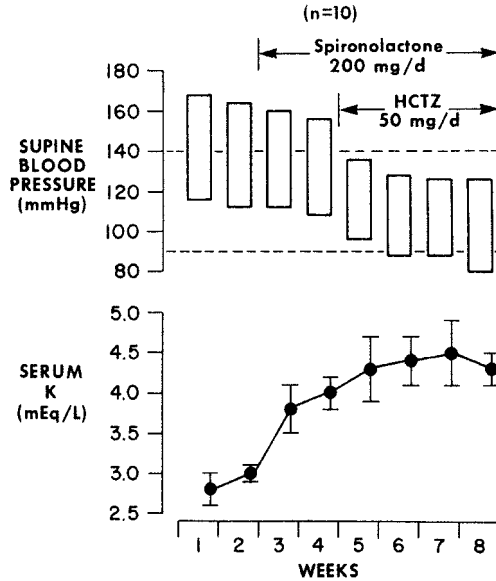 (n=10)
Spironolactone
200 mg/d
HCTZ
50 mg/d
SUPINE
BLOOD
PRESSURE
(mmHg)
180
160
140
120
100
80
SERUM
K
(mEq/L)
5.0
4.5
4.0
3.5
3.0
2.5
1 2 3 4 5 6 7 8
WEEKS